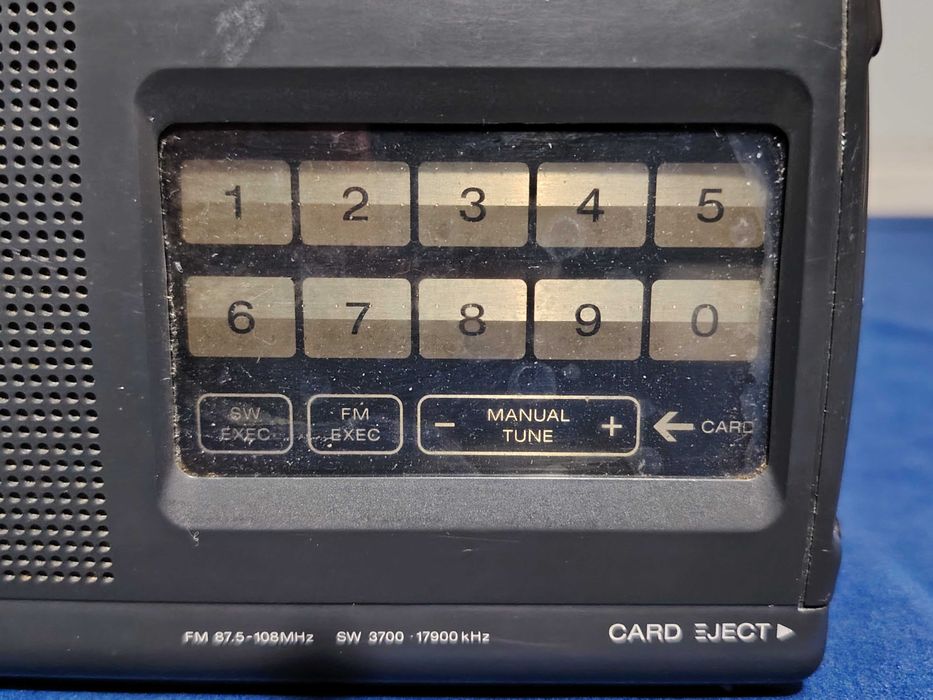 1 2 3 4 5
6 7 8 9 0
SW EXEC
FM EXEC
− MANUAL TUNE +
← CARD
FM 87.5-108MHz SW 3700 · 17900 kHz
CARD EJECT ▶